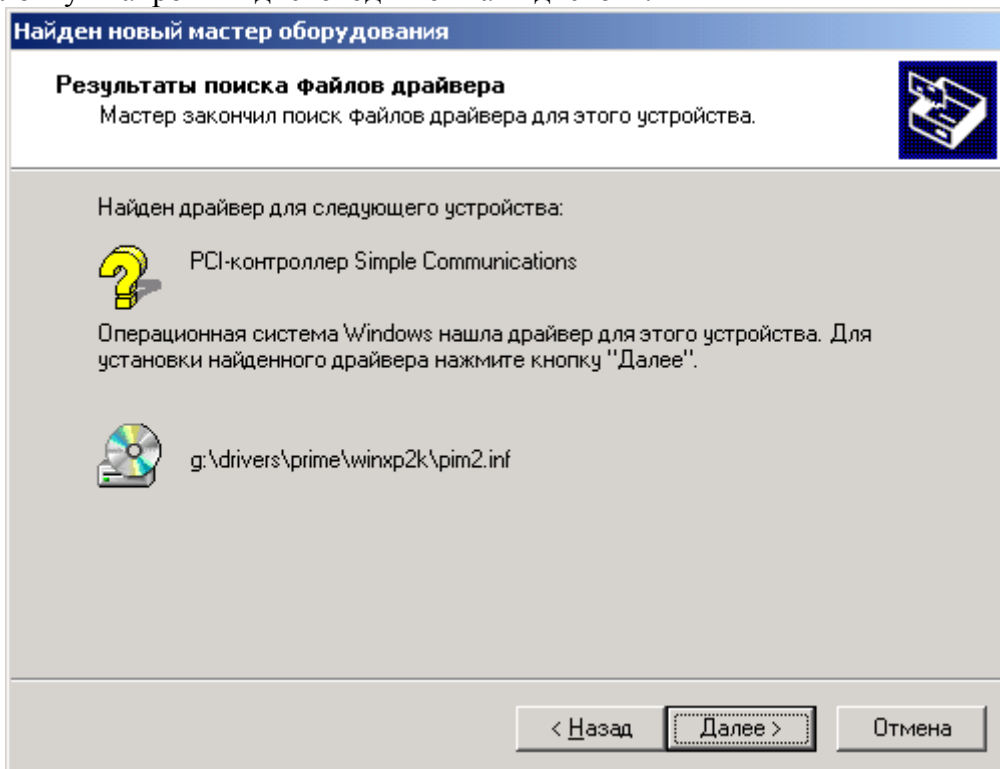 Найден новый мастер оборудования
Результаты поиска файлов драйвера
Мастер закончил поиск файлов драйвера для этого устройства.
Найден драйвер для следующего устройства:
PCI-контроллер Simple Communications
Операционная система Windows нашла драйвер для этого устройства. Для
установки найденного драйвера нажмите кнопку "Далее".
g:\drivers\prime\winxp2k\pim2.inf
< Назад
Далее >
Отмена